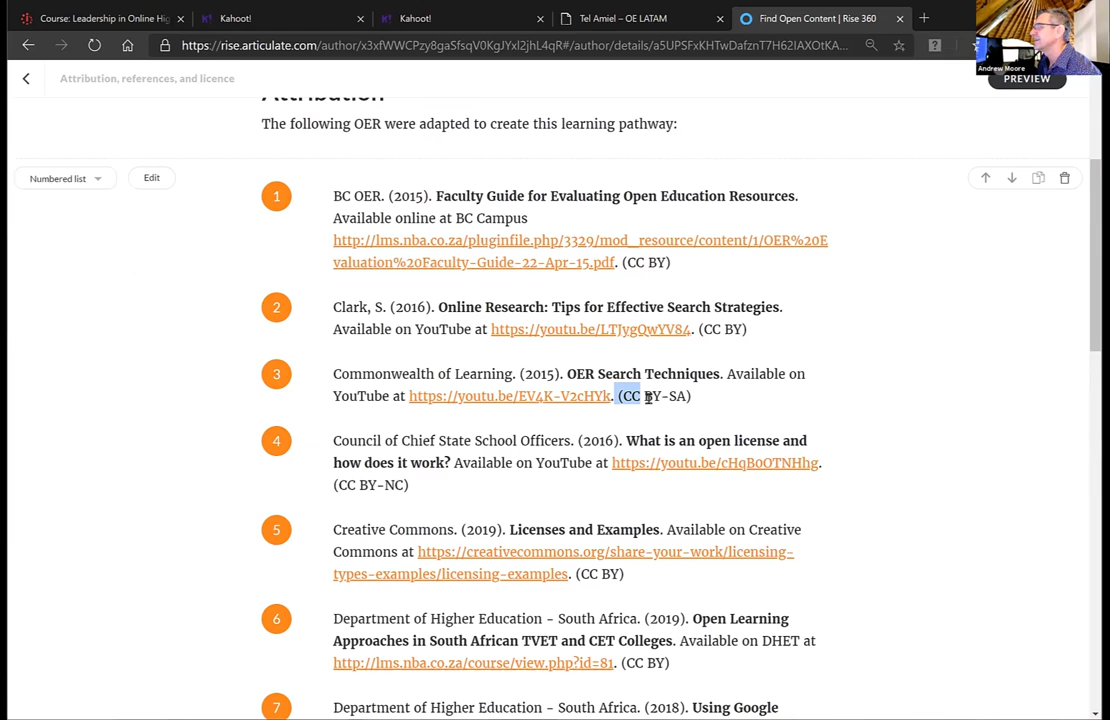 Course: Leadership in Online Hig
Kahoot!
Kahoot!
Tel Amiel – OE LATAM
Find Open Content | Rise 360
https://rise.articulate.com/author/x3xfWWCPzy8gaSfsqV0KgJYxl2jhL4qR#/author/details/a5UPSFxKHTwDafznT7H62IAXOtKA...
Andrew Moore
Attribution, references, and licence
PREVIEW
Attribution
The following OER were adapted to create this learning pathway:
Numbered list
Edit
1
BC OER. (2015). Faculty Guide for Evaluating Open Education Resources.
Available online at BC Campus
http://lms.nba.co.za/pluginfile.php/3329/mod_resource/content/1/OER%20E
valuation%20Faculty-Guide-22-Apr-15.pdf. (CC BY)
2
Clark, S. (2016). Online Research: Tips for Effective Search Strategies.
Available on YouTube at https://youtu.be/LTJygQwYV84. (CC BY)
3
Commonwealth of Learning. (2015). OER Search Techniques. Available on
YouTube at https://youtu.be/EV4K-V2cHYk. (CC BY-SA)
4
Council of Chief State School Officers. (2016). What is an open license and
how does it work? Available on YouTube at https://youtu.be/cHqB0OTNHhg.
(CC BY-NC)
5
Creative Commons. (2019). Licenses and Examples. Available on Creative
Commons at https://creativecommons.org/share-your-work/licensing-
types-examples/licensing-examples. (CC BY)
6
Department of Higher Education - South Africa. (2019). Open Learning
Approaches in South African TVET and CET Colleges. Available on DHET at
http://lms.nba.co.za/course/view.php?id=81. (CC BY)
7
Department of Higher Education - South Africa. (2018). Using Google